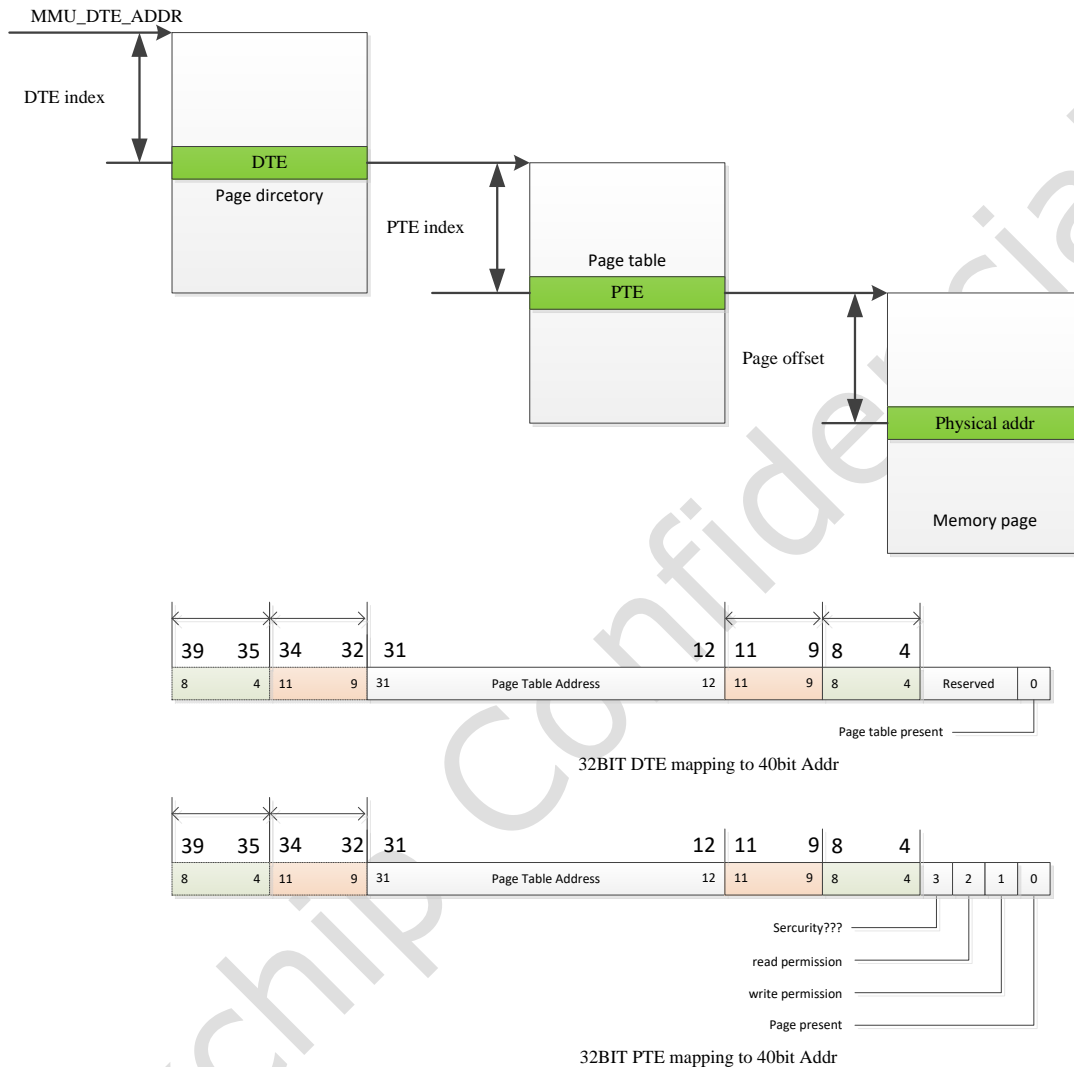 MMU_DTE_ADDR
DTE index
DTE
Page dircetory
PTE index
Page table
PTE
Page offset
Physical addr
Memory page
39 35 34 32 31 12 11 9 8 4
8 4 11 9 31 Page Table Address 12 11 9 8 4 Reserved 0
Page table present
32BIT DTE mapping to 40bit Addr
39 35 34 32 31 12 11 9 8 4
8 4 11 9 31 Page Table Address 12 11 9 8 4 3 2 1 0
Sercurity???
read permission
write permission
Page present
32BIT PTE mapping to 40bit Addr